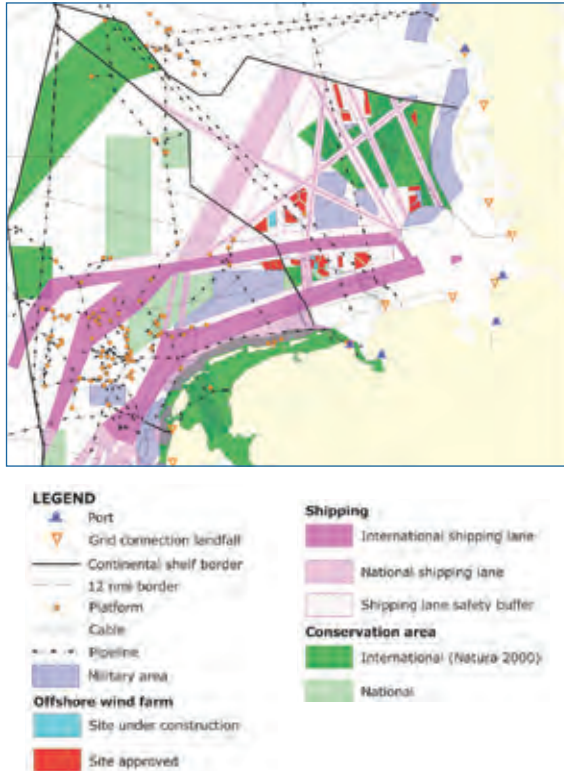 LEGEND
Port
Grid connection landfall
Continental shelf border
12 nmi border
Platform
Cable
Pipeline
Military area
Offshore wind farm
Site under construction
Site approved
Shipping
International shipping lane
National shipping lane
Shipping lane safety buffer
Conservation area
International (Natura 2000)
National